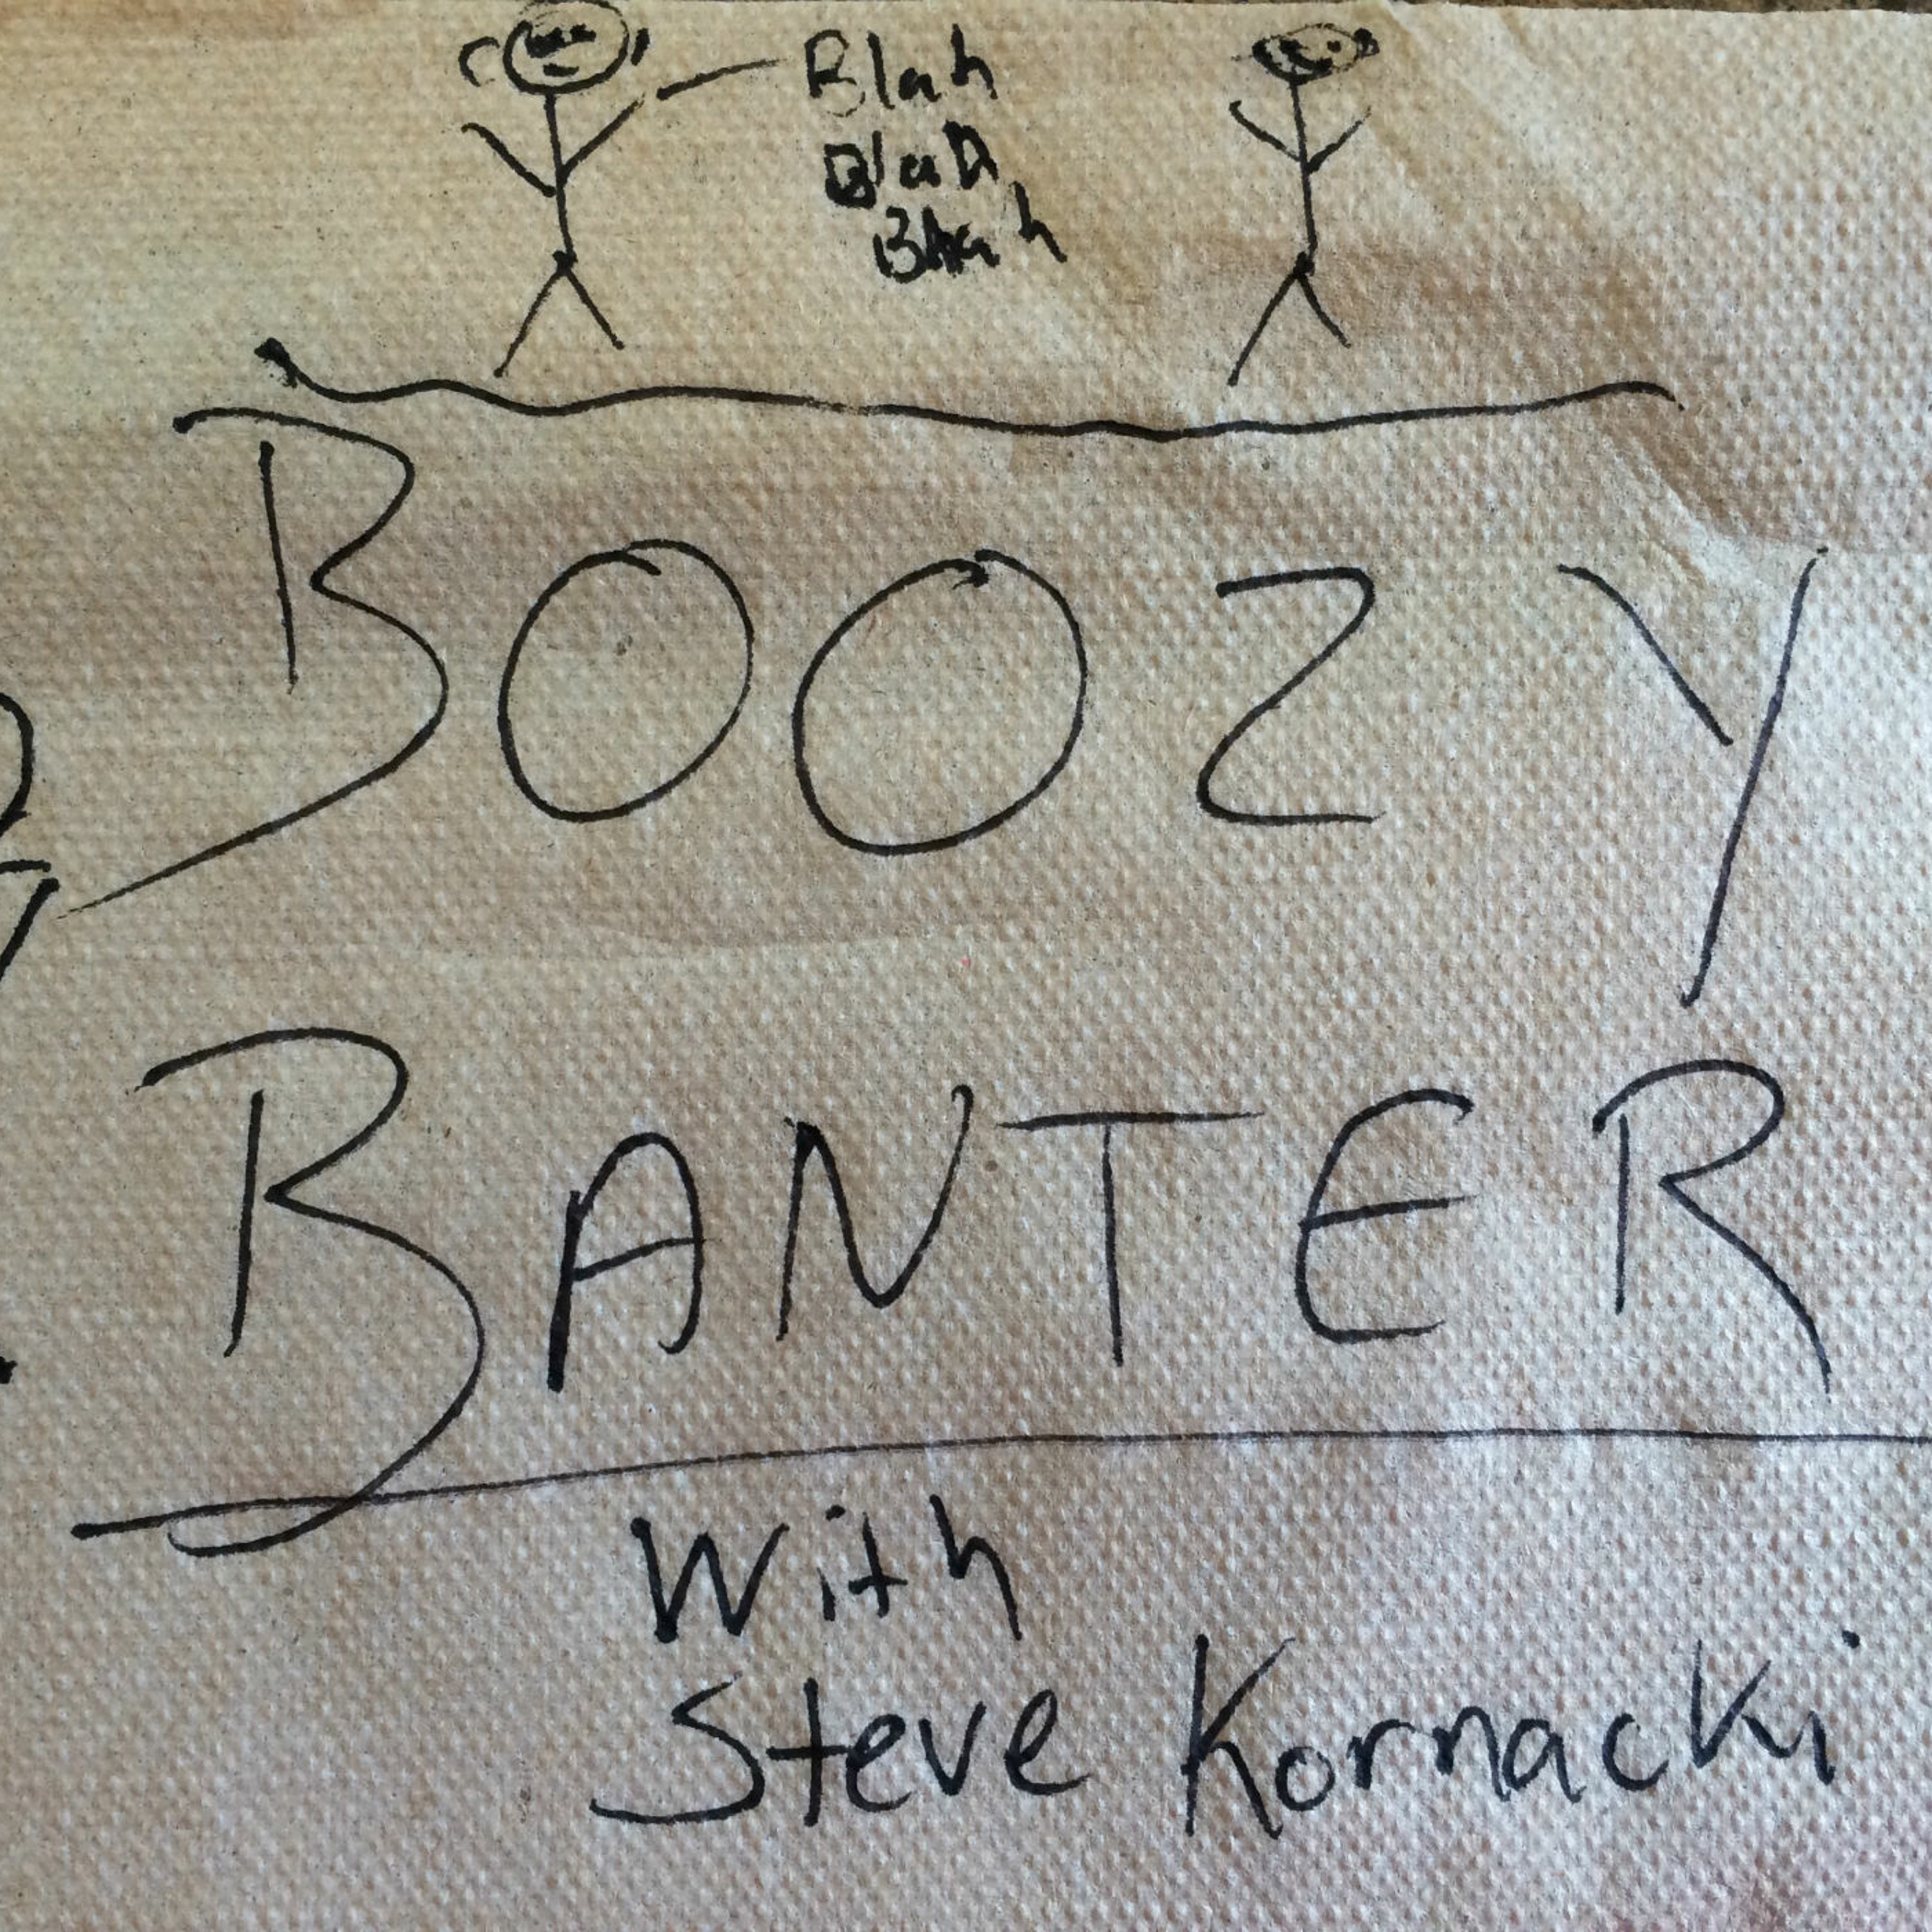 Blah
Blah
Blah
BOOZY
BANTER
With
Steve Kornacki